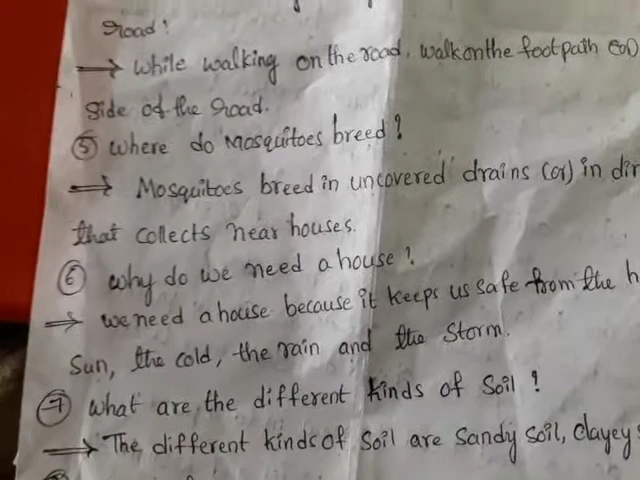 road!
→ While walking on the road, walk on the footpath (or)
side of the road.
⑤ Where do Mosquitoes breed?
→ Mosquitoes breed in uncovered drains (or) in
that collects near houses.
⑥ why do we need a house?
→ we need a house because it keeps us safe from the
Sun, the cold, the rain and the Storm.
⑦ what are the different kinds of Soil?
→ The different kinds of Soil are Sandy Soil, Clayey